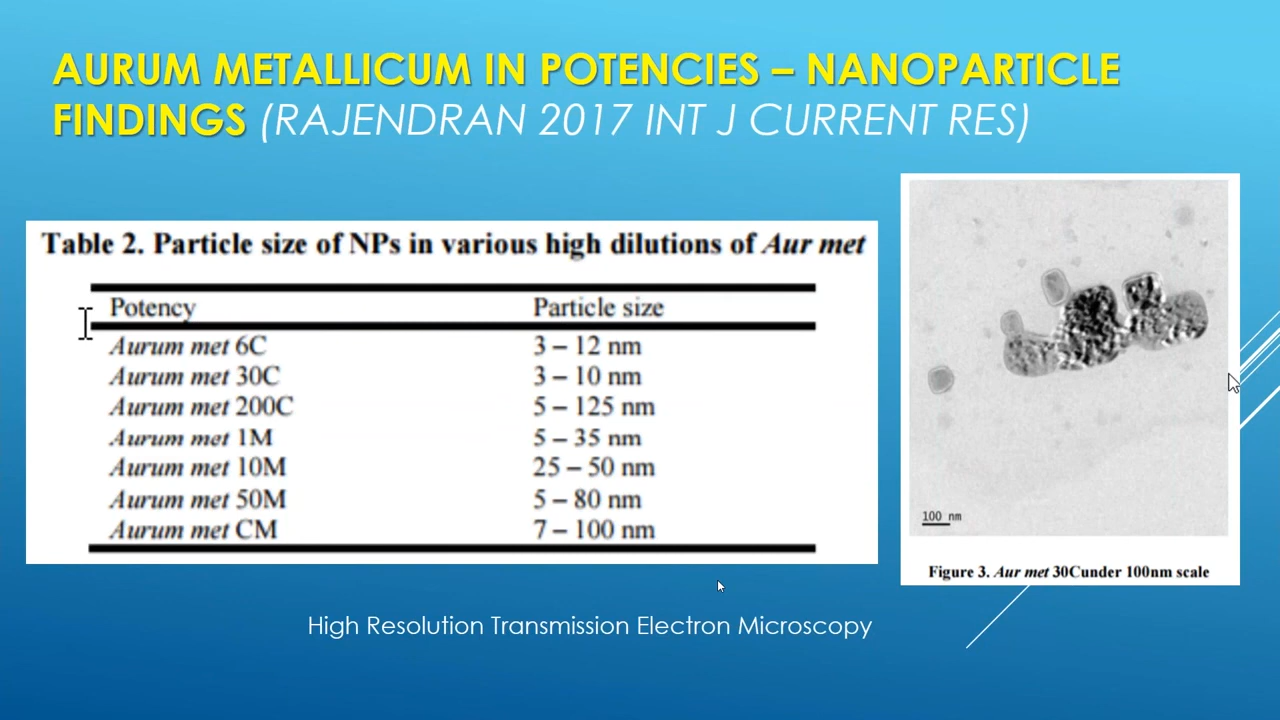 AURUM METALLICUM IN POTENCIES – NANOPARTICLE
FINDINGS (RAJENDRAN 2017 INT J CURRENT RES)
Table 2. Particle size of NPs in various high dilutions of Aur met
Potency Particle size
Aurum met 6C 3 – 12 nm
Aurum met 30C 3 – 10 nm
Aurum met 200C 5 – 125 nm
Aurum met 1M 5 – 35 nm
Aurum met 10M 25 – 50 nm
Aurum met 50M 5 – 80 nm
Aurum met CM 7 – 100 nm
100 nm
Figure 3. Aur met 30Cunder 100nm scale
High Resolution Transmission Electron Microscopy